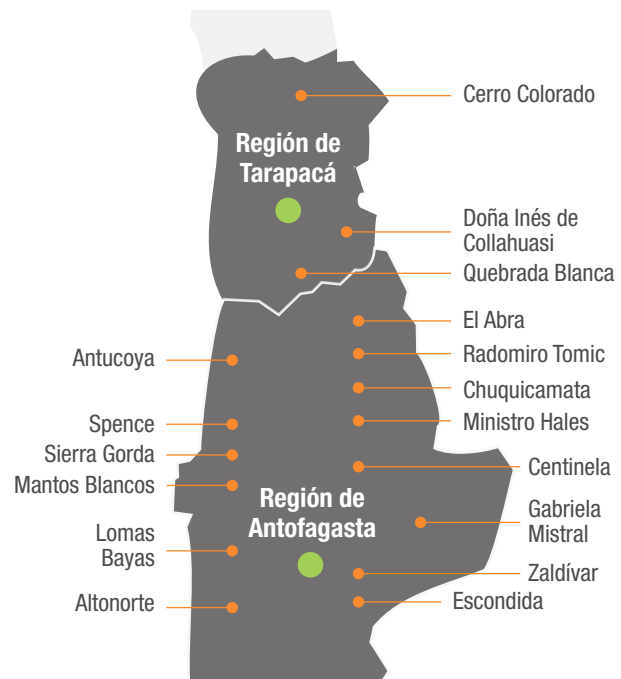 Cerro Colorado
Región de
Tarapacá
Doña Inés de
Collahuasi
Quebrada Blanca
El Abra
Radomiro Tomic
Antucoya
Chuquicamata
Ministro Hales
Spence
Sierra Gorda
Centinela
Mantos Blancos
Región de
Antofagasta
Gabriela
Mistral
Lomas
Bayas
Zaldívar
Altonorte
Escondida